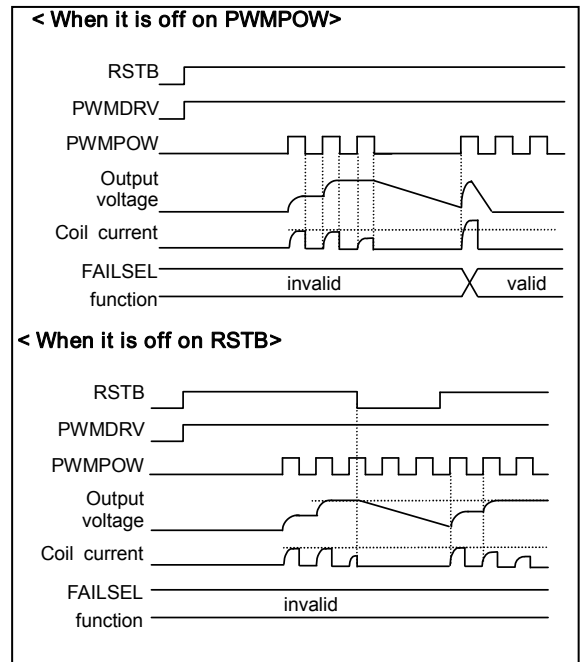 < When it is off on PWMPOW>
RSTB
PWMDRV
PWMPOW
Output
voltage
Coil current
FAILSEL
function
invalid
valid
< When it is off on RSTB>
RSTB
PWMDRV
PWMPOW
Output
voltage
Coil current
FAILSEL
function
invalid